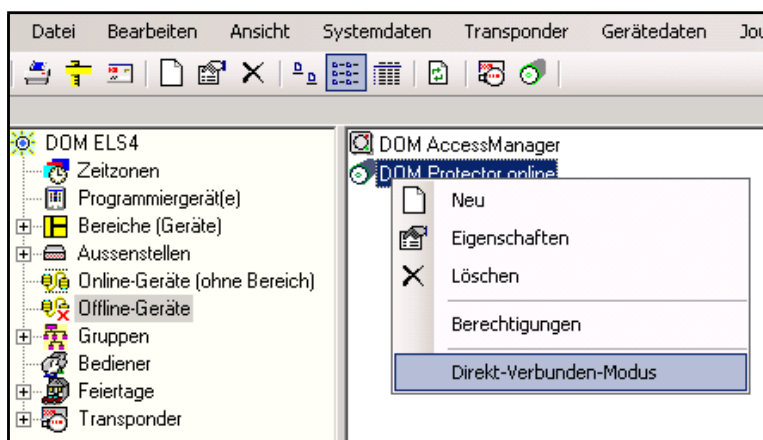 Datei Bearbeiten Ansicht Systemdaten Transponder Gerätedaten
DOM ELS4
Zeitzonen
Programmiergerät(e)
Bereiche (Geräte)
Aussenstellen
Online-Geräte (ohne Bereich)
Offline-Geräte
Gruppen
Bediener
Feiertage
Transponder
DOM AccessManager
DOM Protector online
Neu
Eigenschaften
Löschen
Berechtigungen
Direkt-Verbunden-Modus